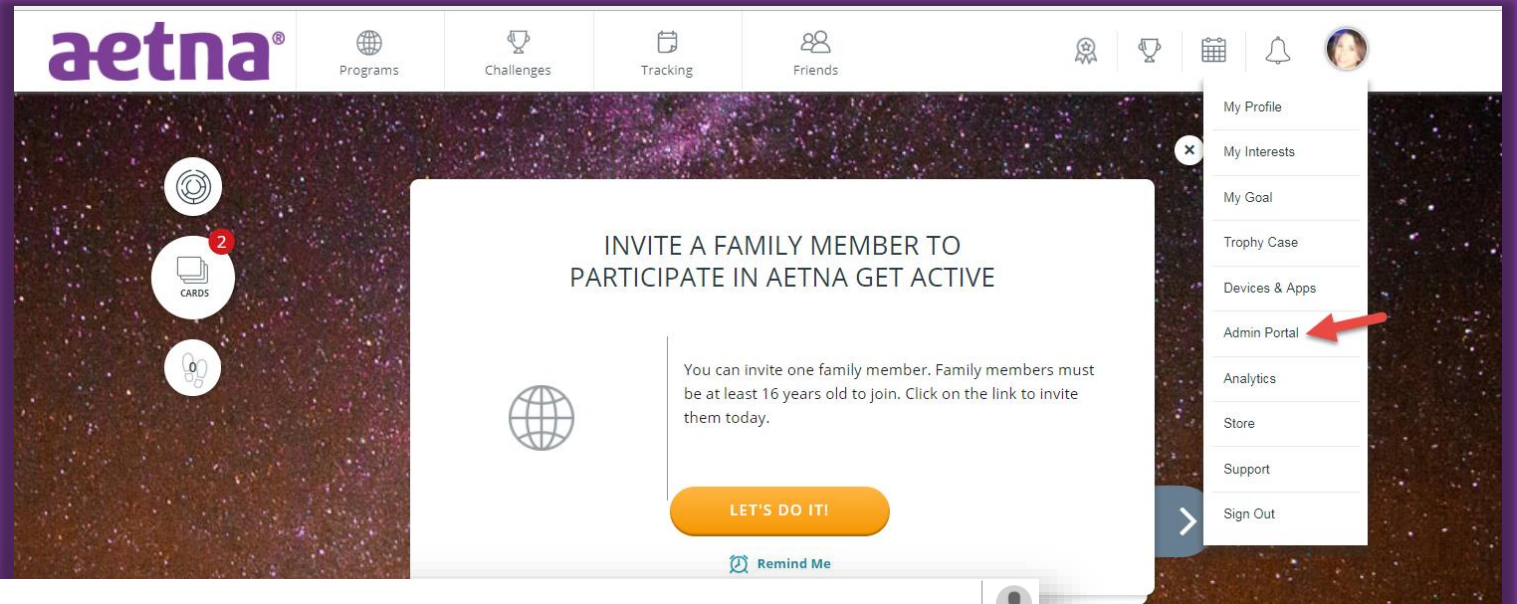 aetna®
Programs
Challenges
Tracking
Friends
My Profile
My Interests
My Goal
Trophy Case
Devices & Apps
Admin Portal
Analytics
Store
Support
Sign Out
2
CARDS
0
INVITE A FAMILY MEMBER TO
PARTICIPATE IN AETNA GET ACTIVE
You can invite one family member. Family members must
be at least 16 years old to join. Click on the link to invite
them today.
LET'S DO IT!
Remind Me